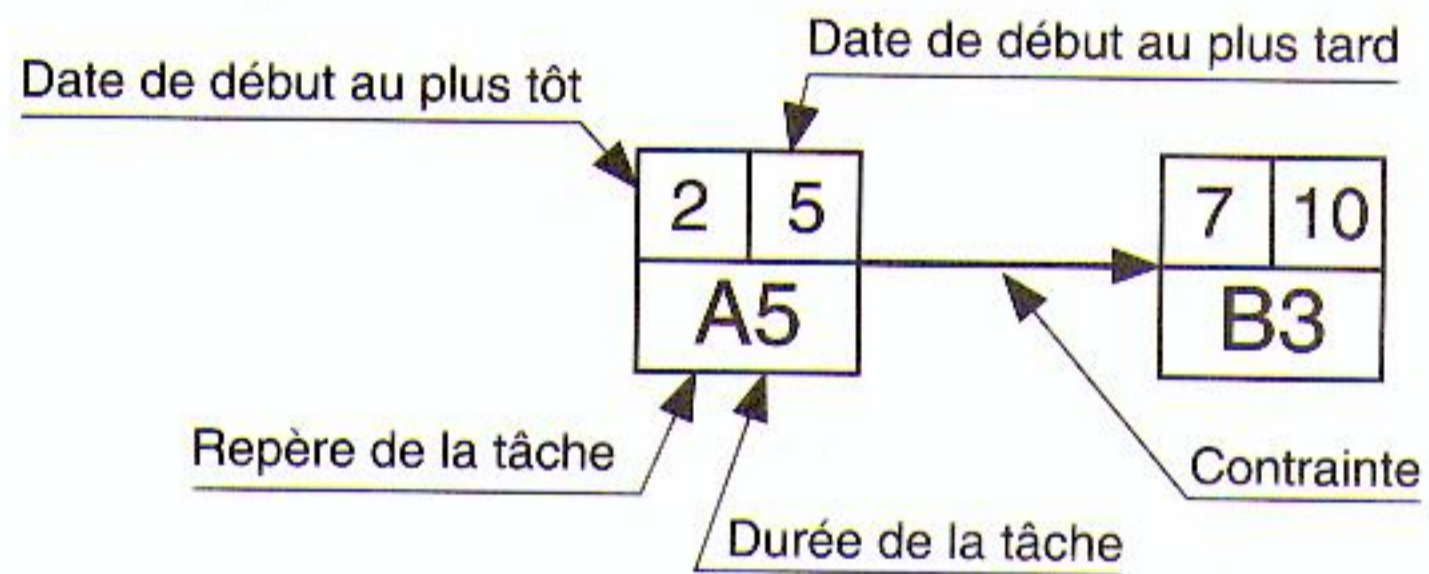 Date de début au plus tard
Date de début au plus tôt
2 5
7 10
A5
B3
Repère de la tâche
Contrainte
Durée de la tâche